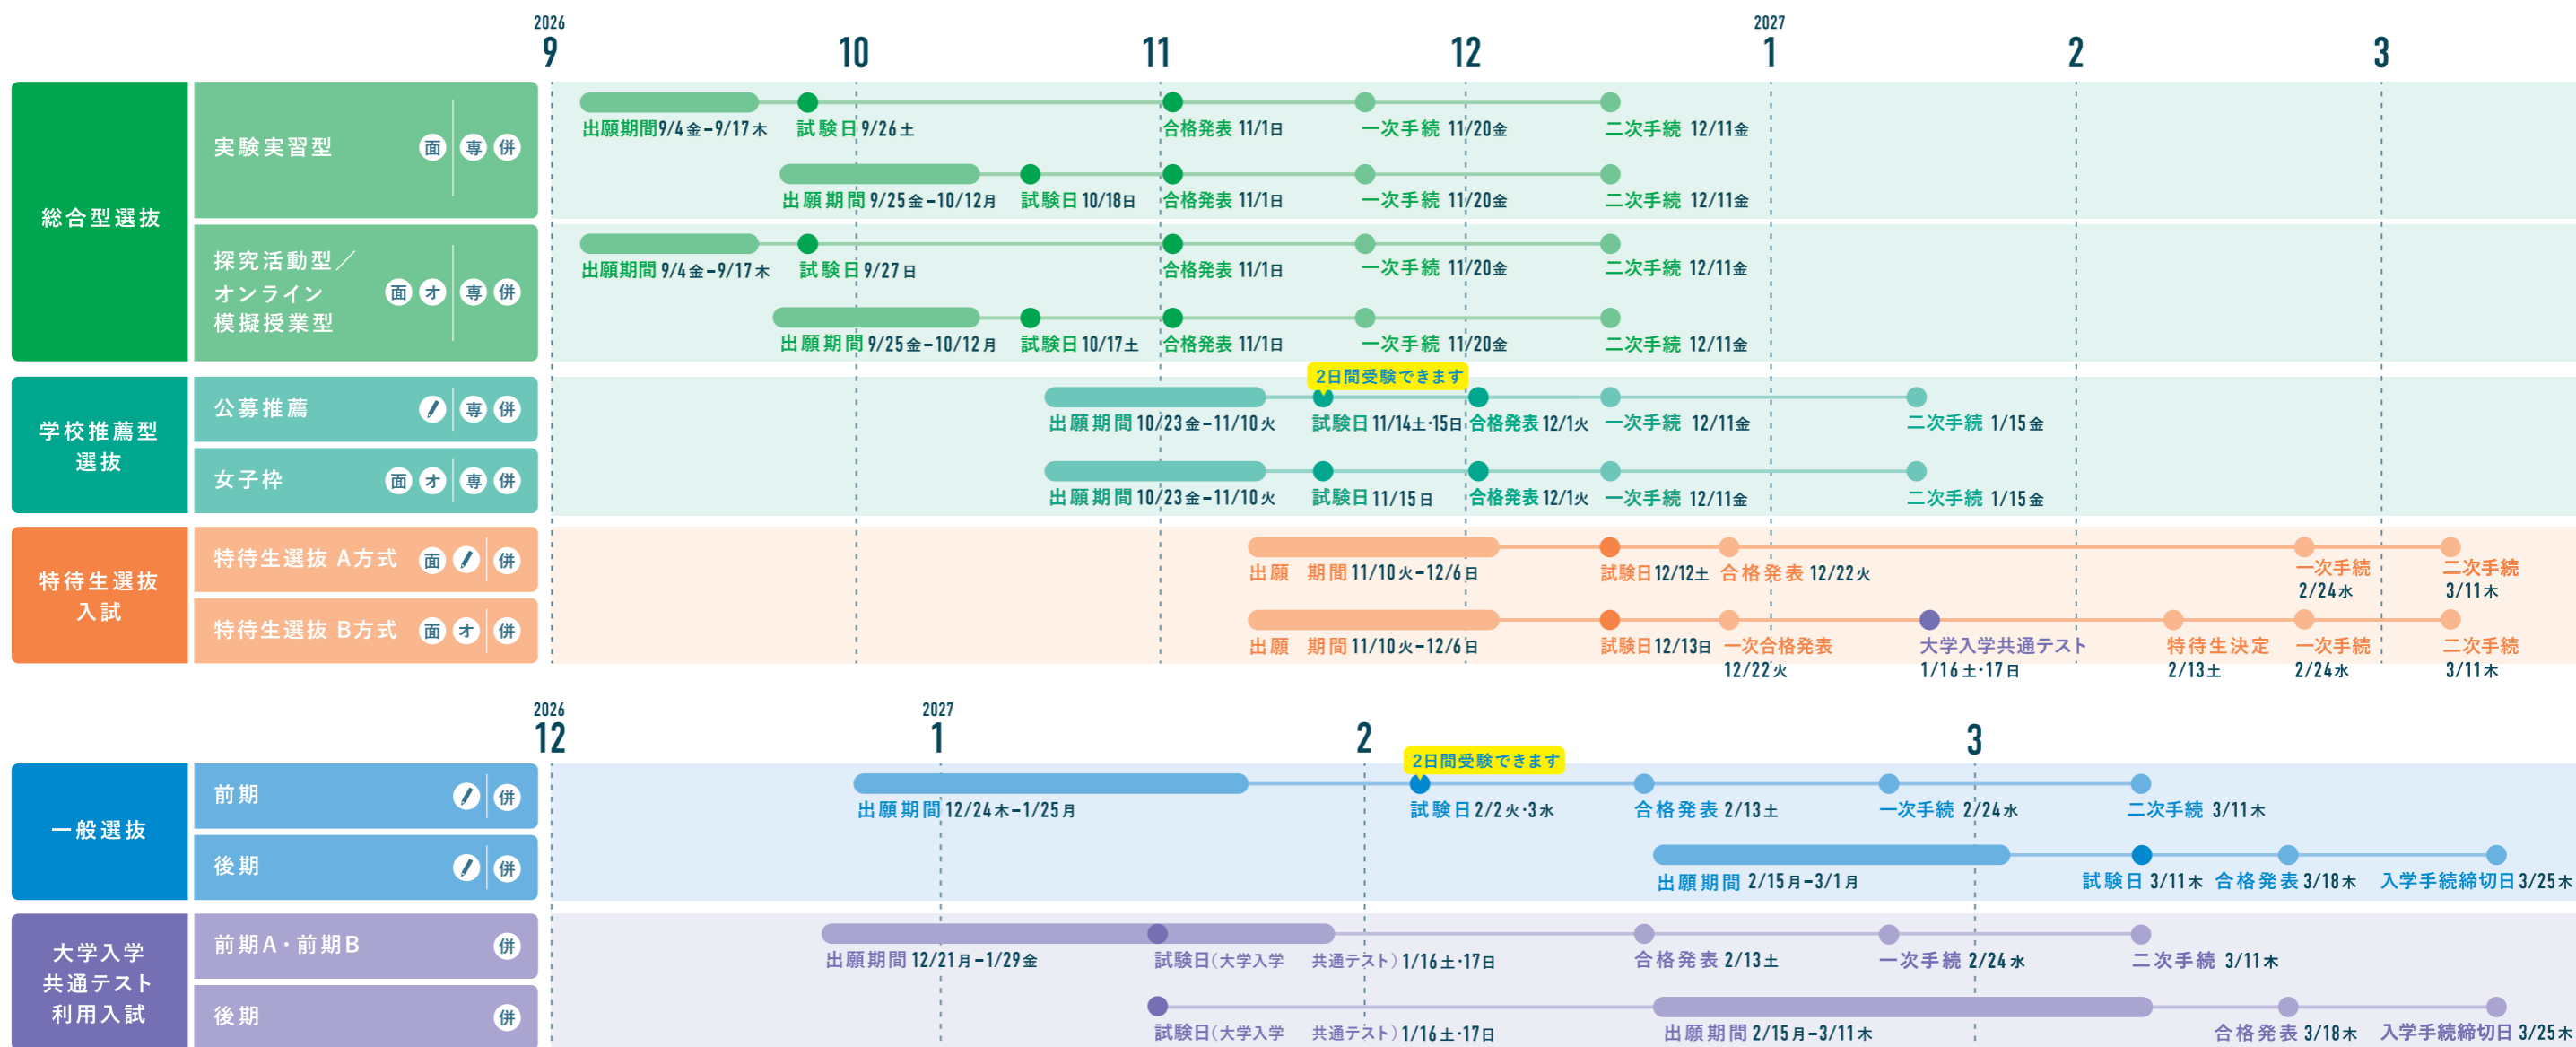 2026
9
10
11
12
2027
1
2
3
総合型選抜
実験実習型
面 専 併
出願期間9/4金-9/17木 試験日9/26土 合格発表 11/1日 一次手続 11/20金 二次手続 12/11金
出願期間 9/25金-10/12月 試験日10/18日 合格発表 11/1日 一次手続 11/20金 二次手続 12/11金
探究活動型／
オンライン
模擬授業型
面 オ 専 併
出願期間 9/4金-9/17木 試験日9/27日 合格発表 11/1日 一次手続 11/20金 二次手続 12/11金
出願期間 9/25金-10/12月 試験日10/17土 合格発表 11/1日 一次手続 11/20金 二次手続 12/11金
学校推薦型
選抜
公募推薦
専 併
2日間受験できます
出願期間 10/23金-11/10火 試験日 11/14土・15日 合格発表 12/1火 一次手続 12/11金 二次手続 1/15金
女子枠
面 オ 専 併
出願期間 10/23金-11/10火 試験日 11/15日 合格発表 12/1火 一次手続 12/11金 二次手続 1/15金
特待生選抜
入試
特待生選抜 A方式
面 併
出願 期間 11/10火-12/6日 試験日12/12土 合格発表 12/22火 一次手続 二次手続
2/24水 3/11木
特待生選抜 B方式
面 オ 併
出願 期間 11/10火-12/6日 試験日12/13日 一次合格発表 大学入学共通テスト 特待生決定 一次手続 二次手続
12/22火 1/16土・17日 2/13土 2/24水 3/11木
2026
12
2027
1
2
3
一般選抜
前期
併
2日間受験できます
出願期間 12/24木-1/25月 試験日 2/2火・3水 合格発表 2/13土 一次手続 2/24水 二次手続 3/11木
後期
併
出願期間 2/15月-3/1月 試験日 3/11木 合格発表 3/18木 入学手続締切日 3/25木
大学入学
共通テスト
利用入試
前期A・前期B
併
出願期間 12/21月-1/29金 試験日（大学入学 共通テスト）1/16土・17日 合格発表 2/13土 一次手続 2/24水 二次手続 3/11木
後期
併
試験日（大学入学 共通テスト）1/16土・17日 出願期間 2/15月-3/11木 合格発表 3/18木 入学手続締切日 3/25木